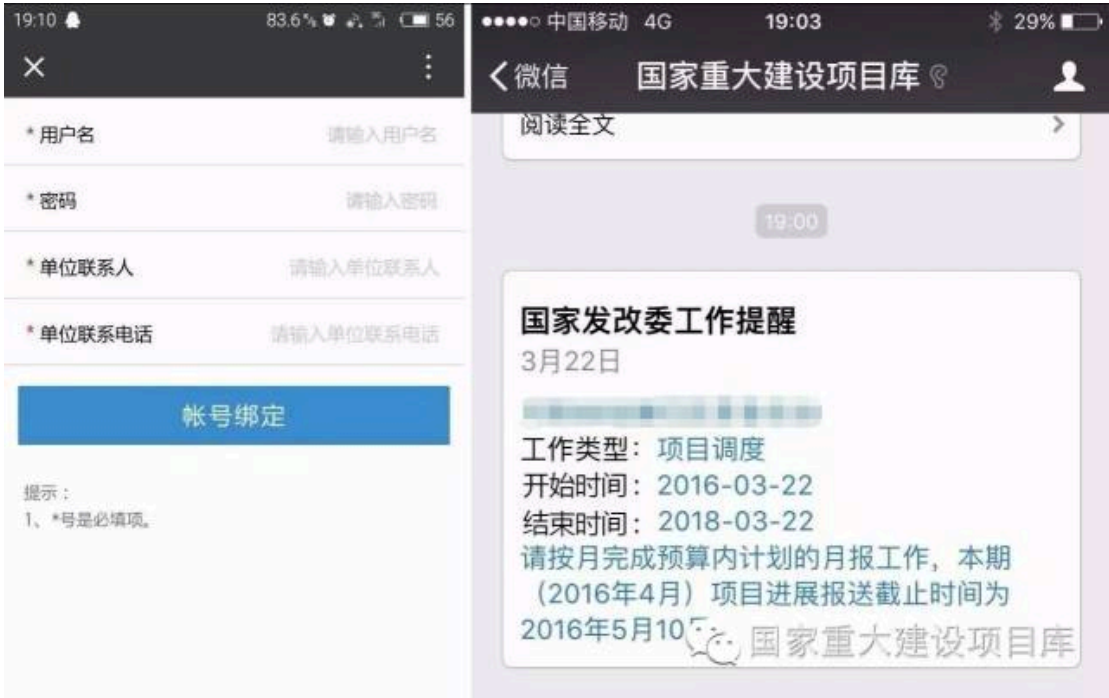 19:10
83.6%
56
* 用户名
请输入用户名
* 密码
请输入密码
* 单位联系人
请输入单位联系人
* 单位联系电话
请输入单位联系电话
帐号绑定
提示：
1、*号是必填项。
中国移动 4G
19:03
29%
微信
国家重大建设项目库
阅读全文
19:00
国家发改委工作提醒
3月22日
工作类型：项目调度
开始时间：2016-03-22
结束时间：2018-03-22
请按月完成预算内计划的月报工作，本期
（2016年4月）项目进展报送截止时间为
2016年5月10
国家重大建设项目库